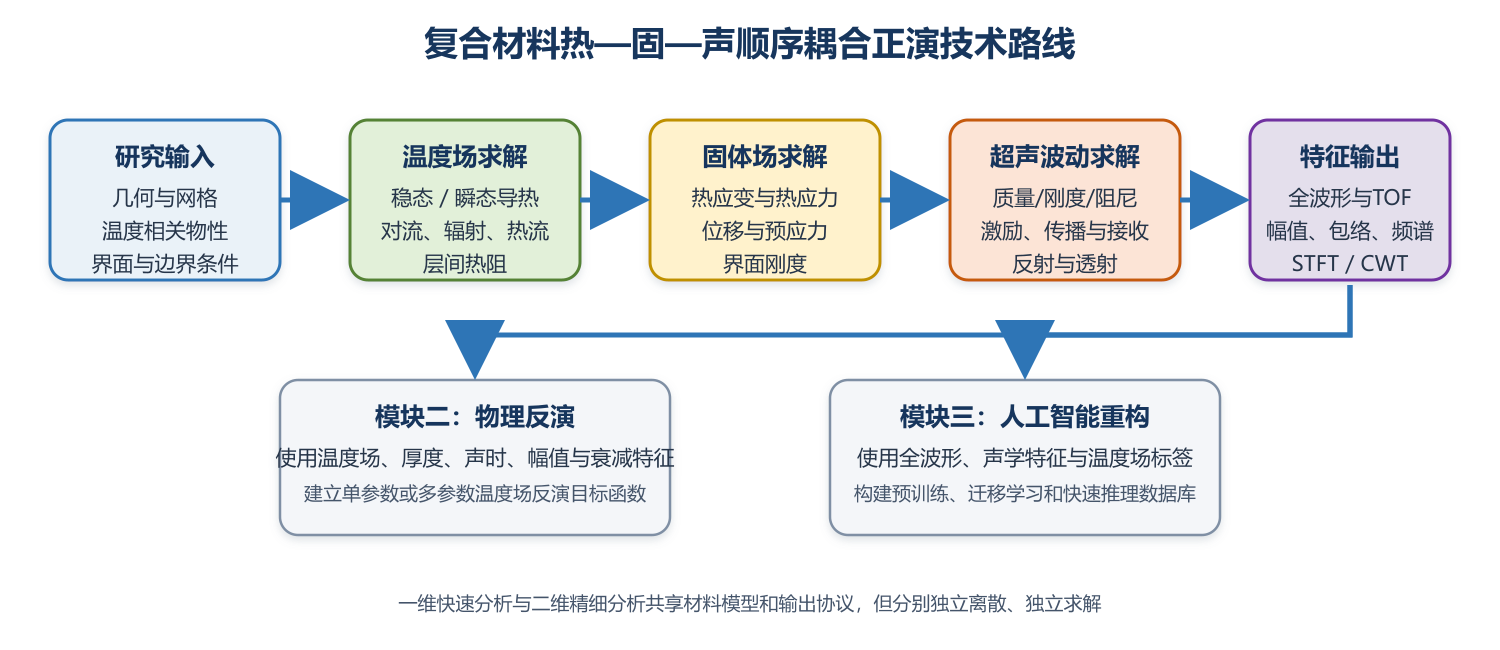 复合材料热—固—声顺序耦合正演技术路线
研究输入
几何与网格
温度相关物性
界面与边界条件
温度场求解
稳态 / 瞬态导热
对流、辐射、热流
层间热阻
固体场求解
热应变与热应力
位移与预应力
界面刚度
超声波动求解
质量/刚度/阻尼
激励、传播与接收
反射与透射
特征输出
全波形与TOF
幅值、包络、频谱
STFT / CWT
模块二：物理反演
使用温度场、厚度、声时、幅值与衰减特征
建立单参数或多参数温度场反演目标函数
模块三：人工智能重构
使用全波形、声学特征与温度场标签
构建预训练、迁移学习和快速推理数据库
一维快速分析与二维精细分析共享材料模型和输出协议，但分别独立离散、独立求解